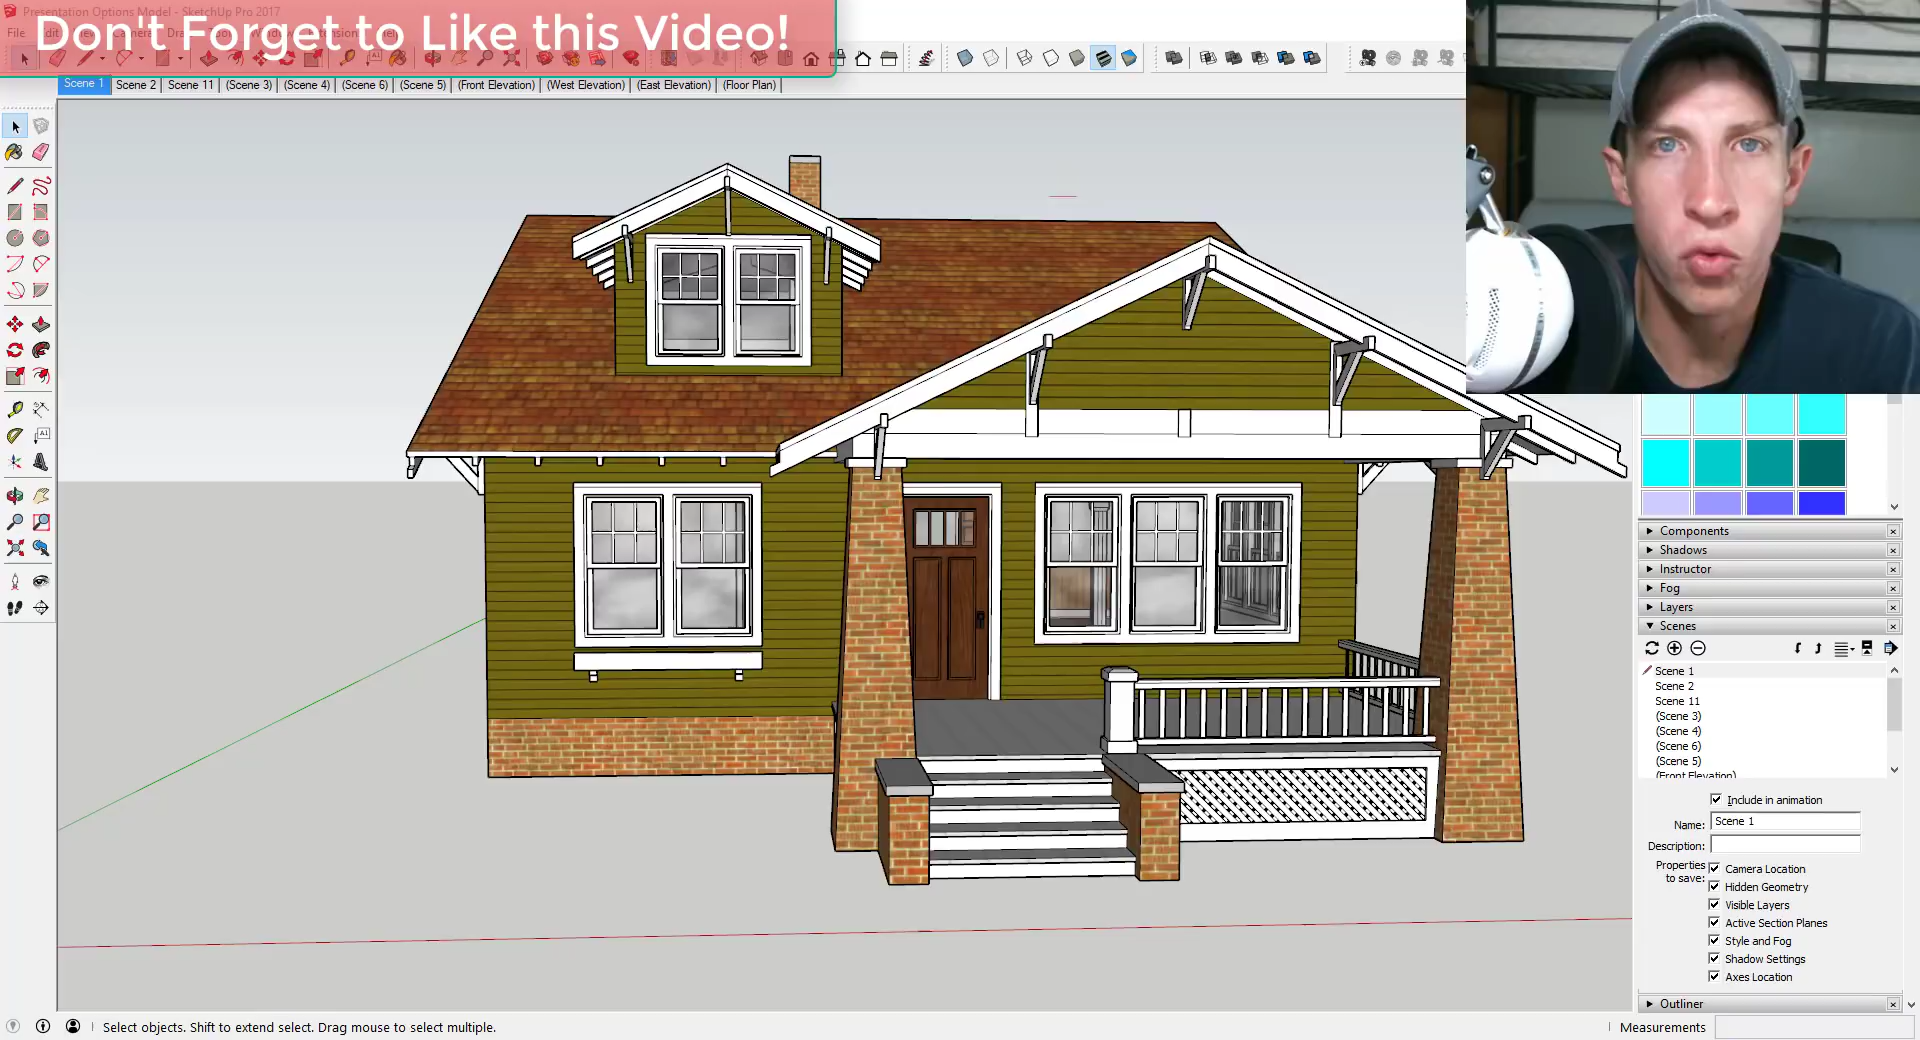 Presentation Options Model - SketchUp Pro 2017
Don't Forget to Like this Video!
File
Scene 1
Scene 2
Scene 11
(Scene 3)
(Scene 4)
(Scene 6)
(Scene 5)
(Front Elevation)
(West Elevation)
(East Elevation)
(Floor Plan)
Components
Shadows
Instructor
Fog
Layers
Scenes
Scene 1
Scene 2
Scene 11
(Scene 3)
(Scene 4)
(Scene 6)
(Scene 5)
(Front Elevation)
Include in animation
Name: Scene 1
Description:
Properties to save:
Camera Location
Hidden Geometry
Visible Layers
Active Section Planes
Style and Fog
Shadow Settings
Axes Location
Outliner
Select objects. Shift to extend select. Drag mouse to select multiple.
Measurements